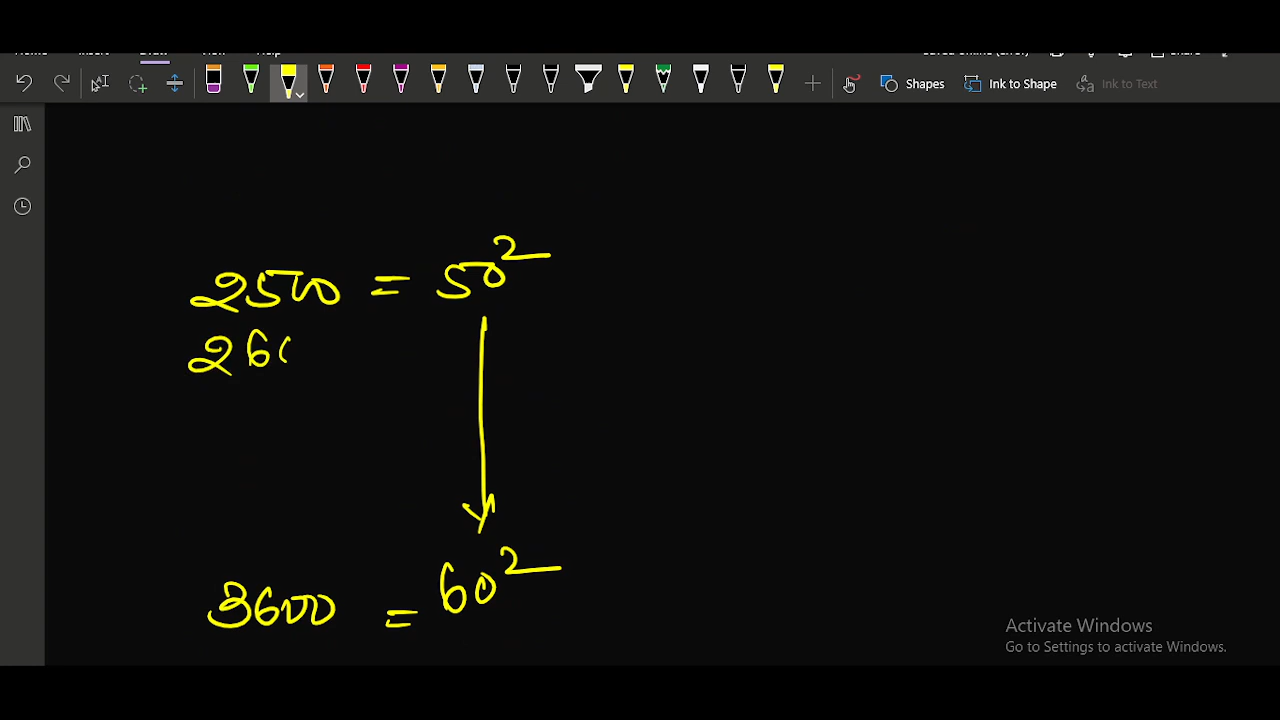 Ink to Shape
Shapes
Ink to Text
2500 = 50²
260
3600 = 60²
Activate Windows
Go to Settings to activate Windows.